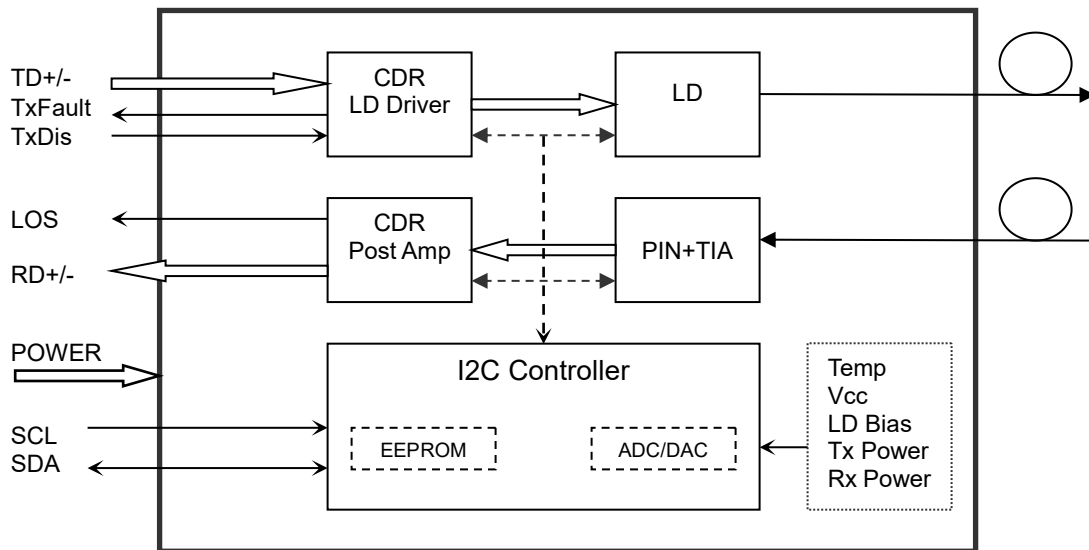 TD+/-
TxFault
TxDis
CDR
LD Driver
LD
LOS
RD+/-
CDR
Post Amp
PIN+TIA
POWER
SCL
SDA
I2C Controller
EEPROM
ADC/DAC
Temp
Vcc
LD Bias
Tx Power
Rx Power